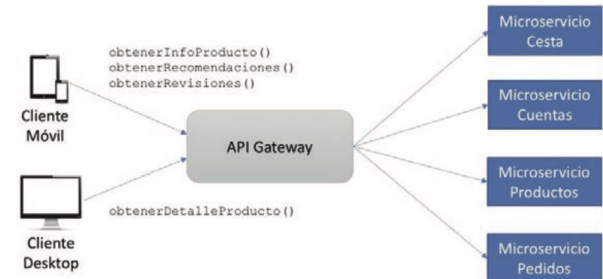 obtenerInfoProducto()
obtenerRecomendaciones()
obtenerRevisiones()
Cliente
Móvil
API Gateway
obtenerDetalleProducto()
Cliente
Desktop
Microservicio
Cesta
Microservicio
Cuentas
Microservicio
Productos
Microservicio
Pedidos